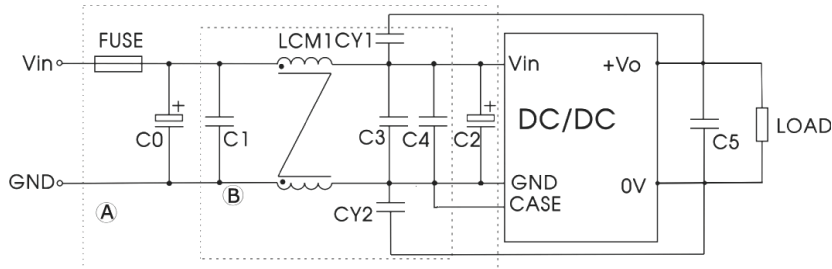 FUSE
LCM1
CY1
Vin
Vin
+Vo
+
+
C0
C1
C3
C4
C2
DC/DC
C5
LOAD
GND
A
B
GND
CASE
0V
CY2